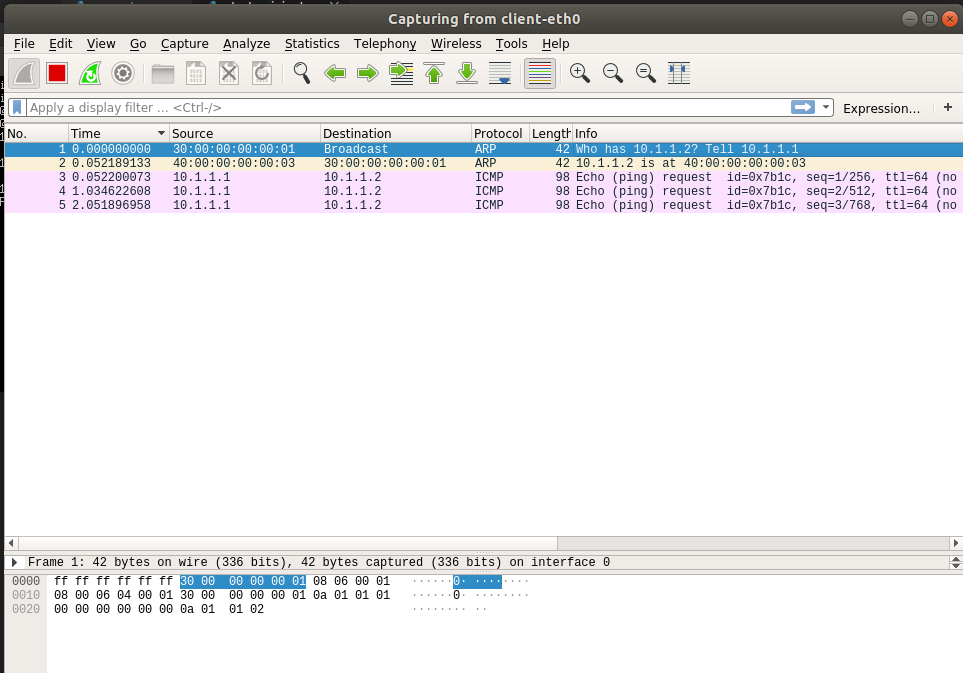 Capturing from client-eth0
File Edit View Go Capture Analyze Statistics Telephony Wireless Tools Help
Apply a display filter ... <Ctrl-/> Expression... +
No. Time Source Destination Protocol Length Info
1 0.000000000 30:00:00:00:00:01 Broadcast ARP 42 Who has 10.1.1.2? Tell 10.1.1.1
2 0.052189133 40:00:00:00:00:03 30:00:00:00:00:01 ARP 42 10.1.1.2 is at 40:00:00:00:00:03
3 0.052200073 10.1.1.1 10.1.1.2 ICMP 98 Echo (ping) request id=0x7b1c, seq=1/256, ttl=64 (no
4 1.034622608 10.1.1.1 10.1.1.2 ICMP 98 Echo (ping) request id=0x7b1c, seq=2/512, ttl=64 (no
5 2.051896958 10.1.1.1 10.1.1.2 ICMP 98 Echo (ping) request id=0x7b1c, seq=3/768, ttl=64 (no
Frame 1: 42 bytes on wire (336 bits), 42 bytes captured (336 bits) on interface 0
0000 ff ff ff ff ff ff 30 00 00 00 00 01 08 06 00 01 ······0· ········
0010 08 00 06 04 00 01 30 00 00 00 00 01 0a 01 01 01 ······0· ········
0020 00 00 00 00 00 00 0a 01 01 02 ········ ··